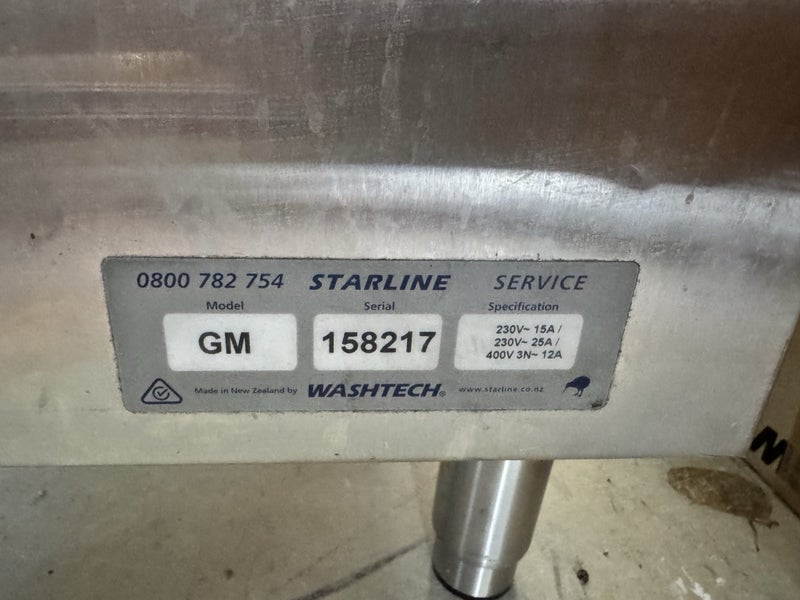 0800 782 754 STARLINE SERVICE
Model Serial Specification
GM 158217 230V~ 15A /
230V~ 25A /
400V 3N~ 12A
Made in New Zealand by WASHTECH® www.starline.co.nz
M